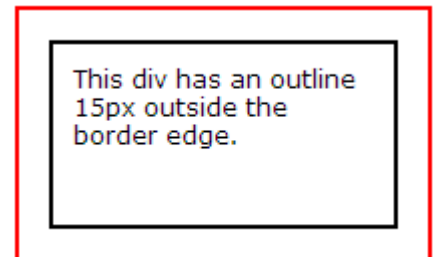 This div has an outline
15px outside the
border edge.